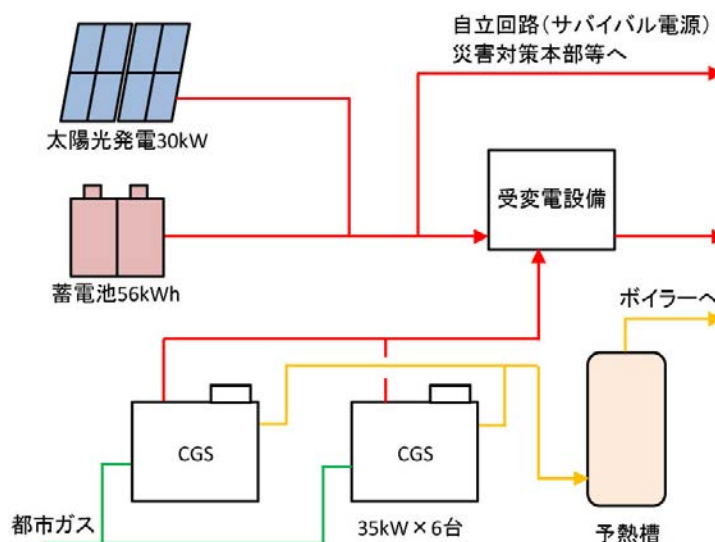 自立回路(サバイバル電源)
災害対策本部等へ
太陽光発電30kW
受変電設備
蓄電池56kWh
ボイラーへ
CGS
CGS
都市ガス
35kW×6台
予熱槽